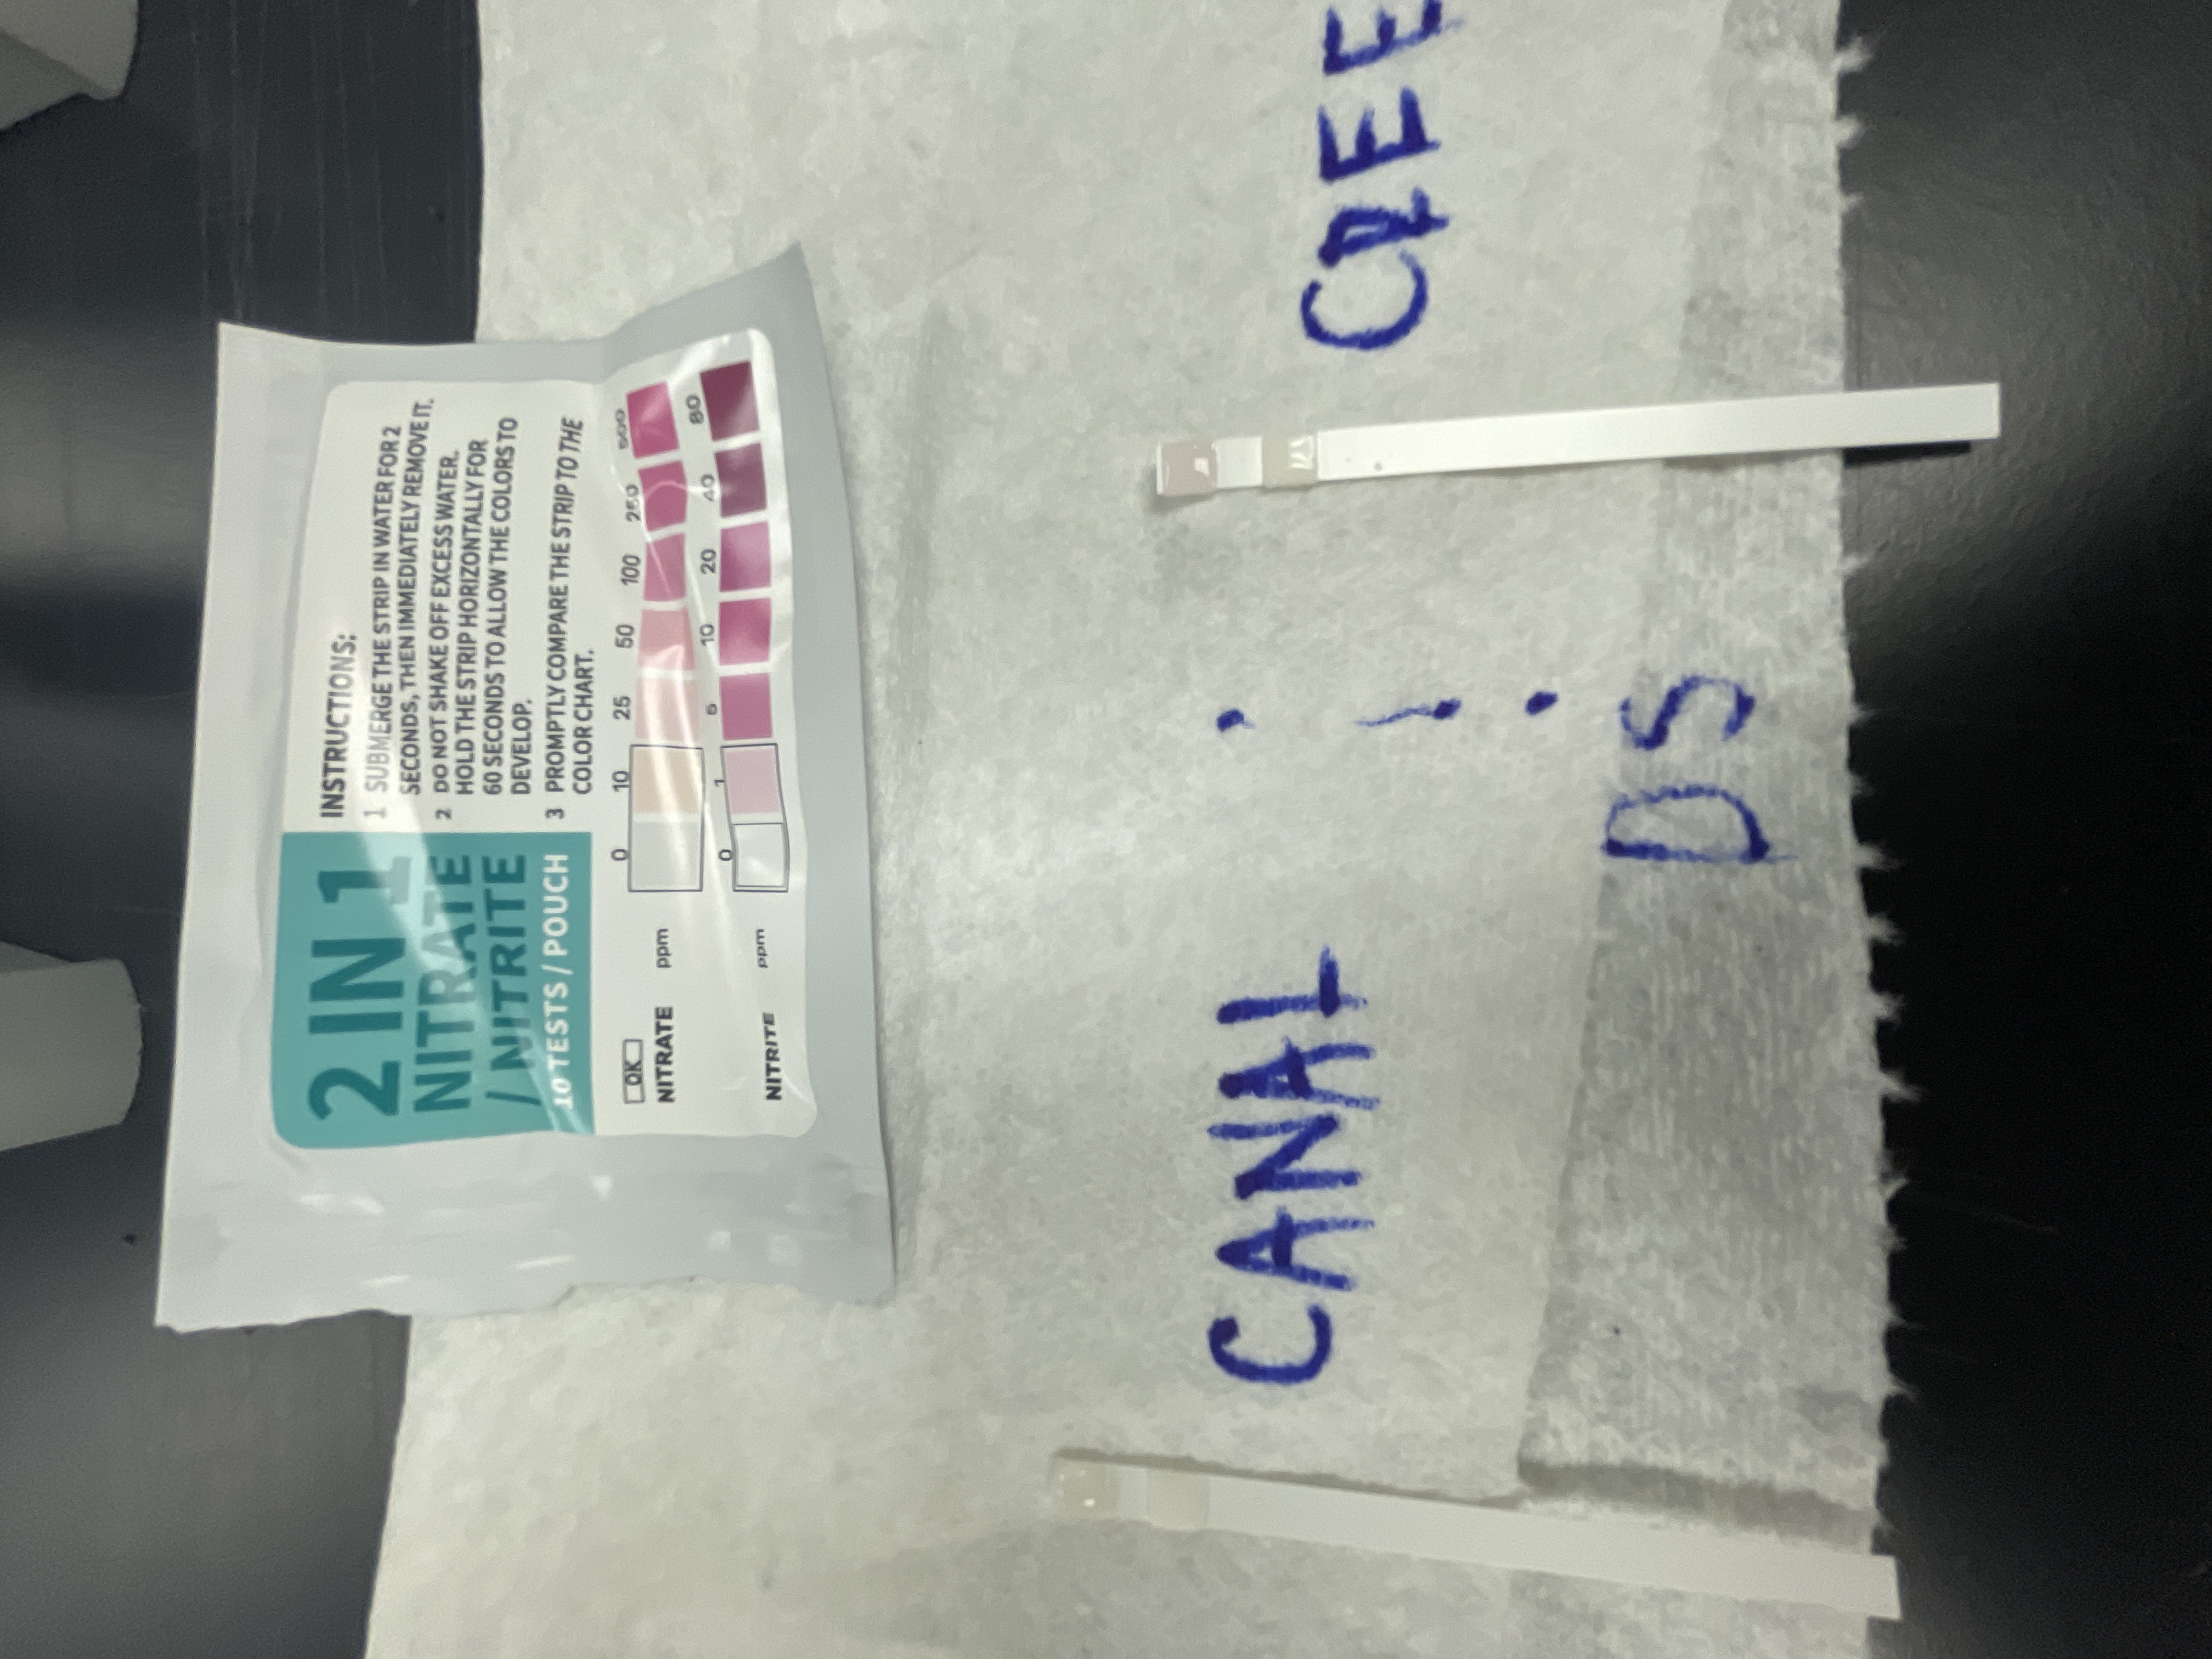 2 IN 1
NITRATE
/ NITRITE
10 TESTS / POUCH
INSTRUCTIONS:
1 SUBMERGE THE STRIP IN WATER FOR 2
SECONDS, THEN IMMEDIATELY REMOVE IT.
2 DO NOT SHAKE OFF EXCESS WATER.
HOLD THE STRIP HORIZONTALLY FOR
60 SECONDS TO ALLOW THE COLORS TO
DEVELOP.
3 PROMPTLY COMPARE THE STRIP TO THE
COLOR CHART.
OK
0 10 25 50 100 250 500
NITRATE ppm
0 1 5 10 20 40 80
NITRITE ppm
CANAL
DS